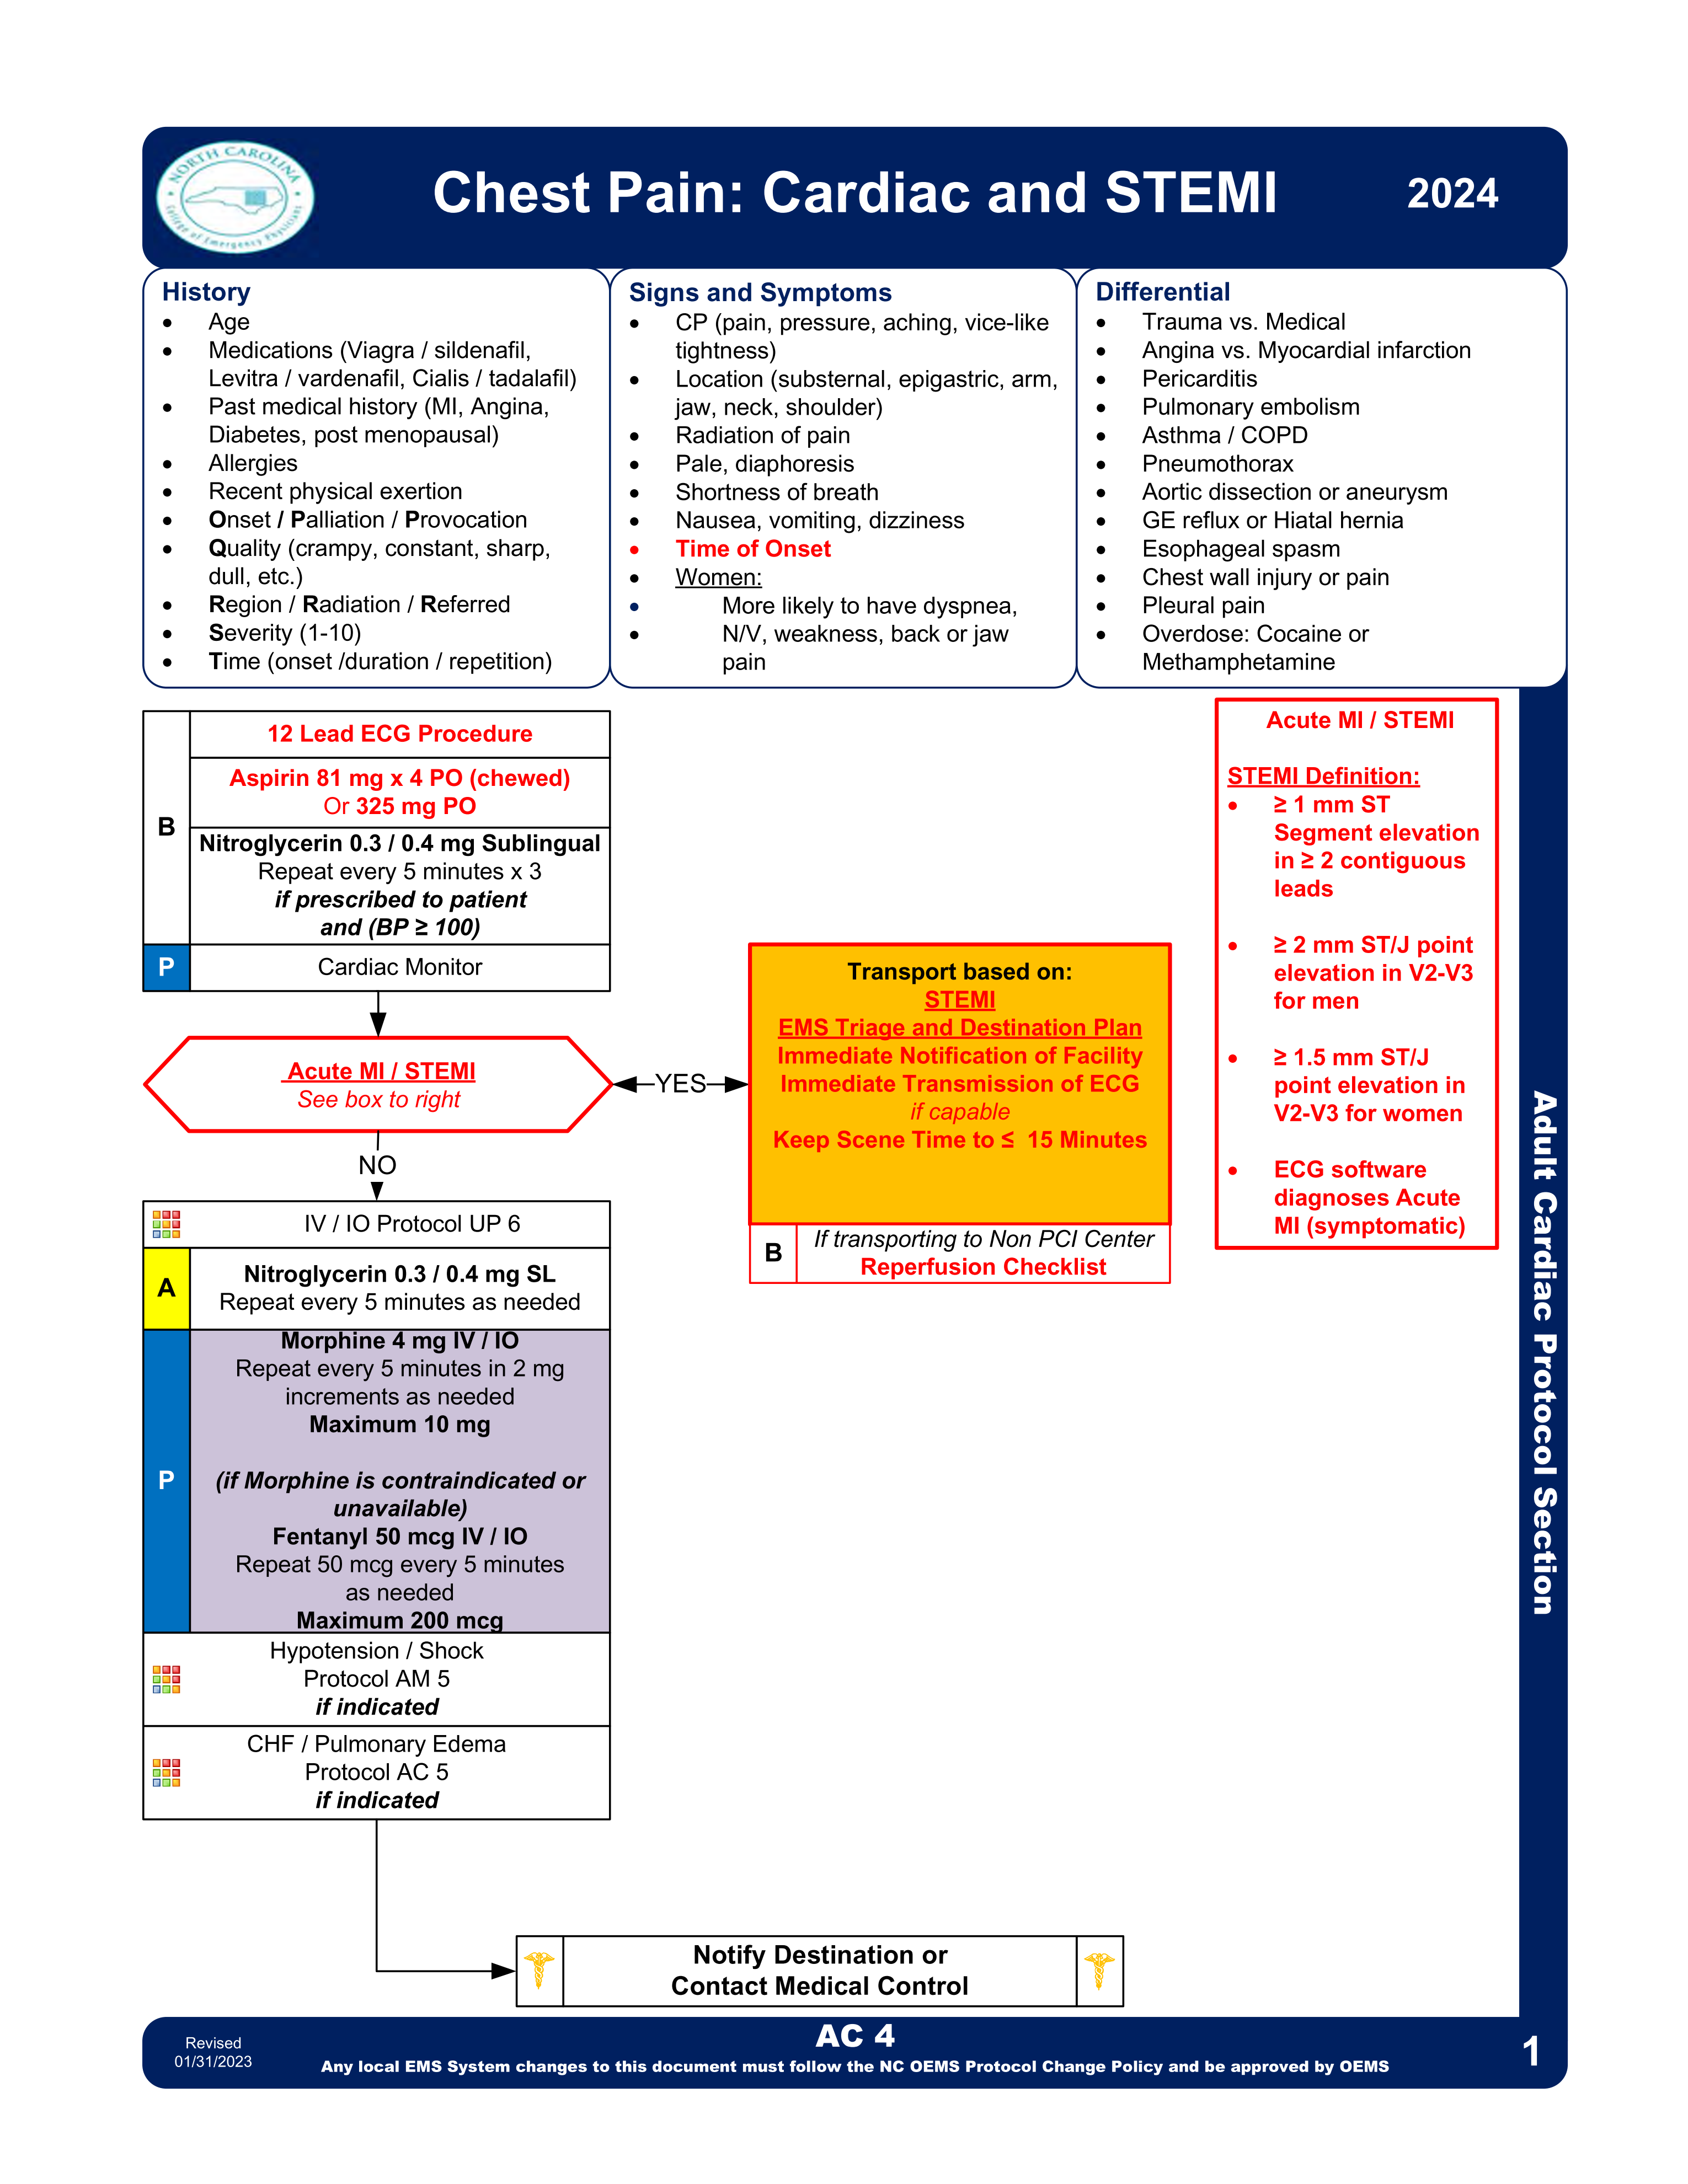 NORTH CAROLINA
College of Emergency Physicians
Chest Pain: Cardiac and STEMI
2024
History
• Age
• Medications (Viagra / sildenafil,
Levitra / vardenafil, Cialis / tadalafil)
• Past medical history (MI, Angina,
Diabetes, post menopausal)
• Allergies
• Recent physical exertion
• Onset / Palliation / Provocation
• Quality (crampy, constant, sharp,
dull, etc.)
• Region / Radiation / Referred
• Severity (1-10)
• Time (onset /duration / repetition)
Signs and Symptoms
• CP (pain, pressure, aching, vice-like
tightness)
• Location (substernal, epigastric, arm,
jaw, neck, shoulder)
• Radiation of pain
• Pale, diaphoresis
• Shortness of breath
• Nausea, vomiting, dizziness
• Time of Onset
• Women:
• More likely to have dyspnea,
• N/V, weakness, back or jaw
pain
Differential
• Trauma vs. Medical
• Angina vs. Myocardial infarction
• Pericarditis
• Pulmonary embolism
• Asthma / COPD
• Pneumothorax
• Aortic dissection or aneurysm
• GE reflux or Hiatal hernia
• Esophageal spasm
• Chest wall injury or pain
• Pleural pain
• Overdose: Cocaine or
Methamphetamine
B
12 Lead ECG Procedure
Aspirin 81 mg x 4 PO (chewed)
Or 325 mg PO
Nitroglycerin 0.3 / 0.4 mg Sublingual
Repeat every 5 minutes x 3
if prescribed to patient
and (BP ≥ 100)
P
Cardiac Monitor
Acute MI / STEMI
See box to right
YES
NO
Transport based on:
STEMI
EMS Triage and Destination Plan
Immediate Notification of Facility
Immediate Transmission of ECG
if capable
Keep Scene Time to ≤ 15 Minutes
B
If transporting to Non PCI Center
Reperfusion Checklist
Acute MI / STEMI
STEMI Definition:
• ≥ 1 mm ST
Segment elevation
in ≥ 2 contiguous
leads
• ≥ 2 mm ST/J point
elevation in V2-V3
for men
• ≥ 1.5 mm ST/J
point elevation in
V2-V3 for women
• ECG software
diagnoses Acute
MI (symptomatic)
IV / IO Protocol UP 6
A
Nitroglycerin 0.3 / 0.4 mg SL
Repeat every 5 minutes as needed
P
Morphine 4 mg IV / IO
Repeat every 5 minutes in 2 mg
increments as needed
Maximum 10 mg
(if Morphine is contraindicated or
unavailable)
Fentanyl 50 mcg IV / IO
Repeat 50 mcg every 5 minutes
as needed
Maximum 200 mcg
Hypotension / Shock
Protocol AM 5
if indicated
CHF / Pulmonary Edema
Protocol AC 5
if indicated
Notify Destination or
Contact Medical Control
Adult Cardiac Protocol Section
Revised
01/31/2023
AC 4
Any local EMS System changes to this document must follow the NC OEMS Protocol Change Policy and be approved by OEMS
1